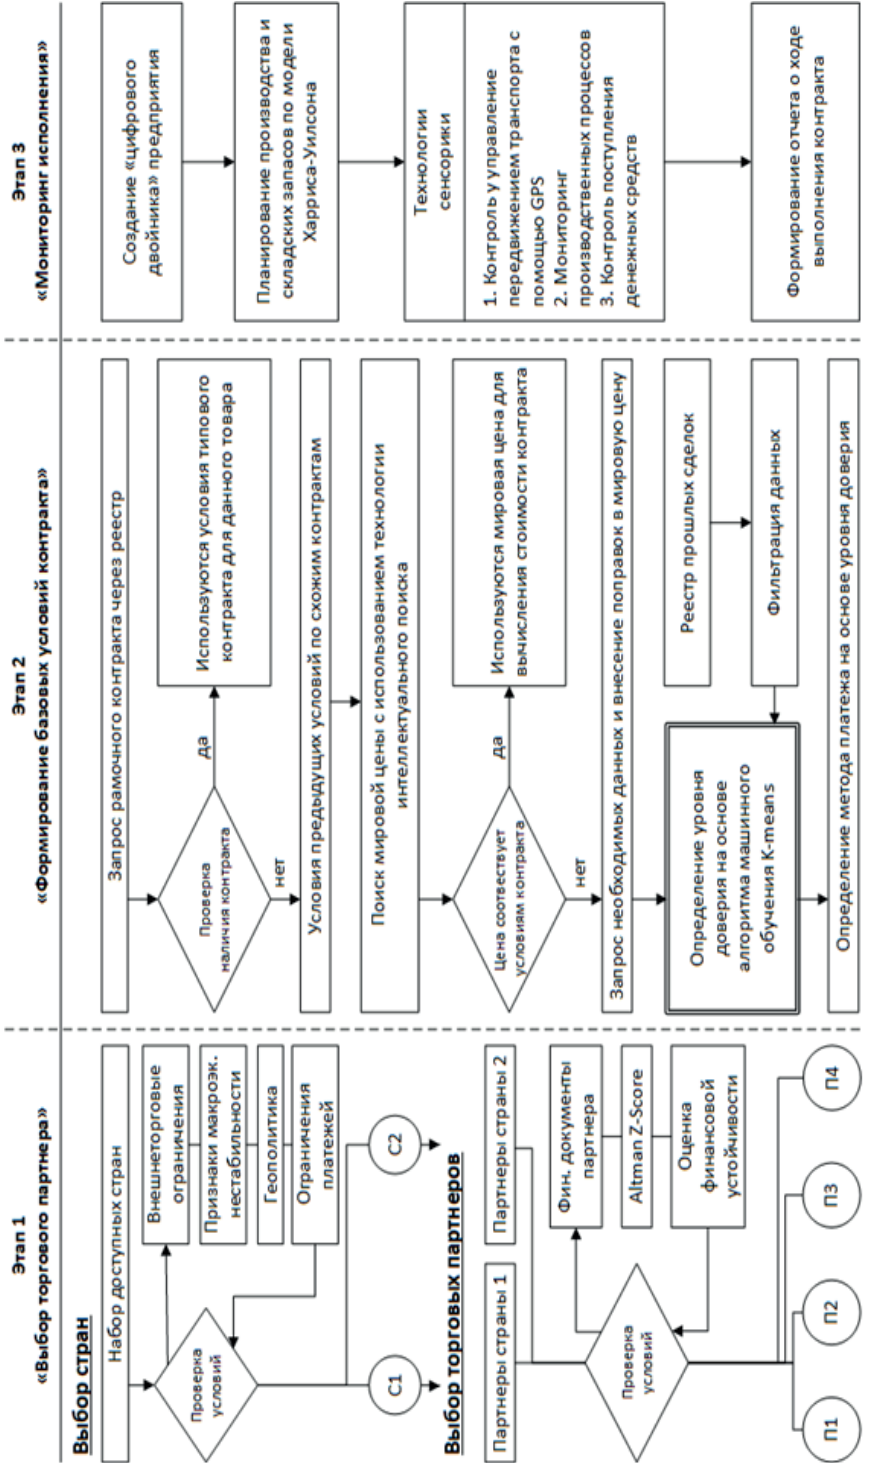 Этап 1
«Выбор торгового партнера»
Выбор стран
Набор доступных стран
Проверка
условий
Внешнеторговые
ограничения
Признаки макроэк.
нестабильности
Геополитика
Ограничения
платежей
С1
С2
Выбор торговых партнеров
Партнеры страны 1
Партнеры страны 2
Проверка
условий
Фин. документы
партнера
Altman Z-Score
Оценка
финансовой
устойчивости
П1
П2
П3
П4
Этап 2
«Формирование базовых условий контракта»
Запрос рамочного контракта через реестр
Проверка
наличия контракта
да
Используются условия типового
контракта для данного товара
нет
Условия предыдущих условий по схожим контрактам
Поиск мировой цены с использованием технологии
интеллектуального поиска
Цена соотвествует
условиям контракта
да
Используются мировая цена для
вычисления стоимости контракта
нет
Запрос необходимых данных и внесение поправок в мировую цену
Определение уровня
доверия на основе
алгоритма машинного
обучения K-means
Реестр прошлых сделок
Фильтрация данных
Определение метода платежа на основе уровня доверия
Этап 3
«Мониторинг исполнения»
Создание «цифрового
двойника» предприятия
Планирование производства и
складских запасов по модели
Харриса-Уилсона
Технологии
сенсорики
1. Контроль у управление
передвижением транспорта с
помощью GPS
2. Мониторинг
производственных процессов
3. Контроль поступления
денежных средств
Формирование отчета о ходе
выполнения контракта